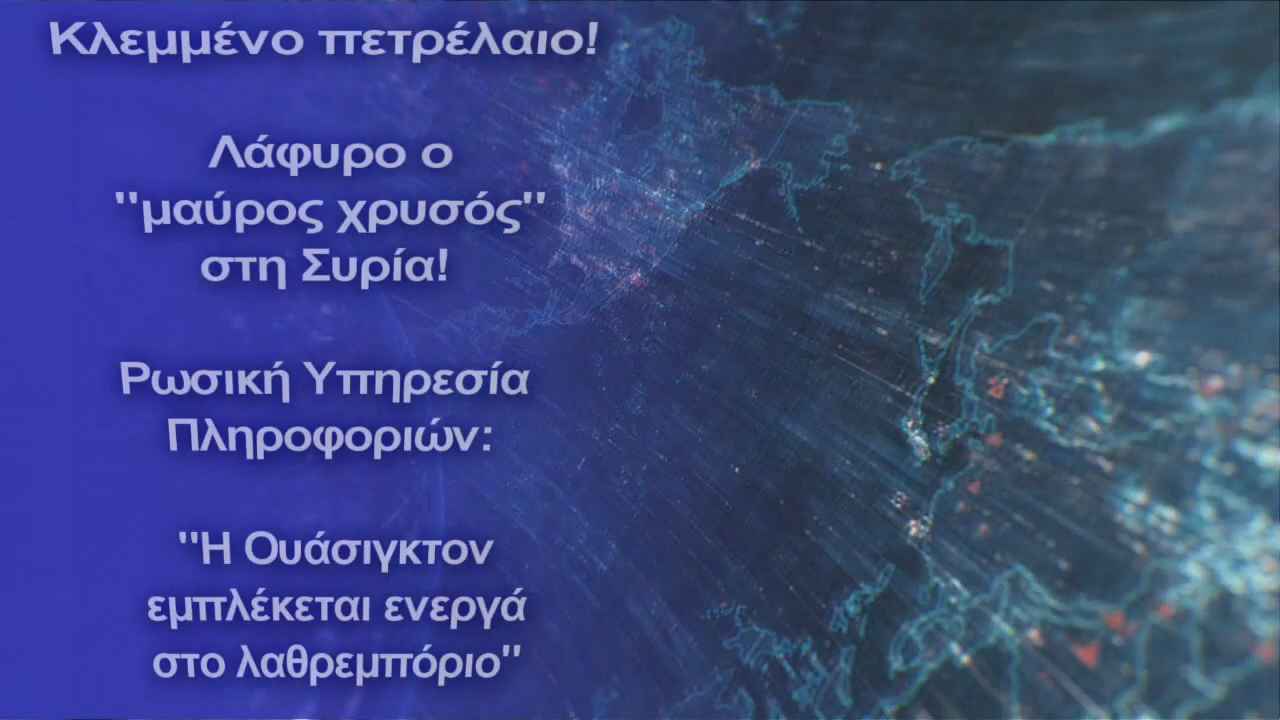 Κλεμμένο πετρέλαιο!
Λάφυρο ο
"μαύρος χρυσός"
στη Συρία!
Ρωσική Υπηρεσία
Πληροφοριών:
"Η Ουάσιγκτον
εμπλέκεται ενεργά
στο λαθρεμπόριο"